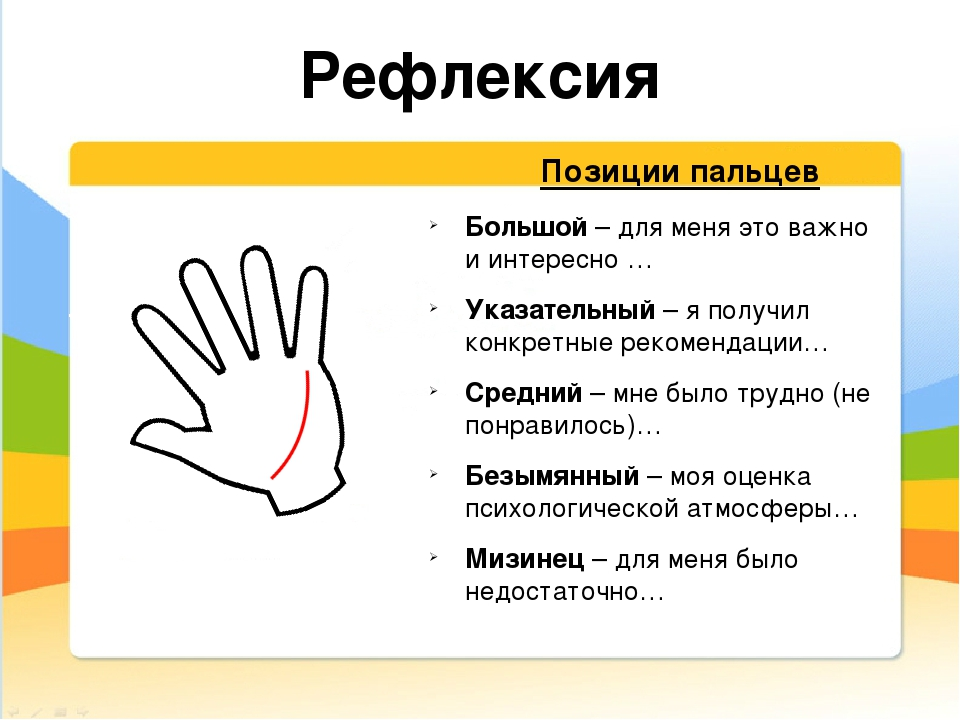 Рефлексия
Позиции пальцев
Большой – для меня это важно
и интересно …
Указательный – я получил
конкретные рекомендации…
Средний – мне было трудно (не
понравилось)…
Безымянный – моя оценка
психологической атмосферы…
Мизинец – для меня было
недостаточно…